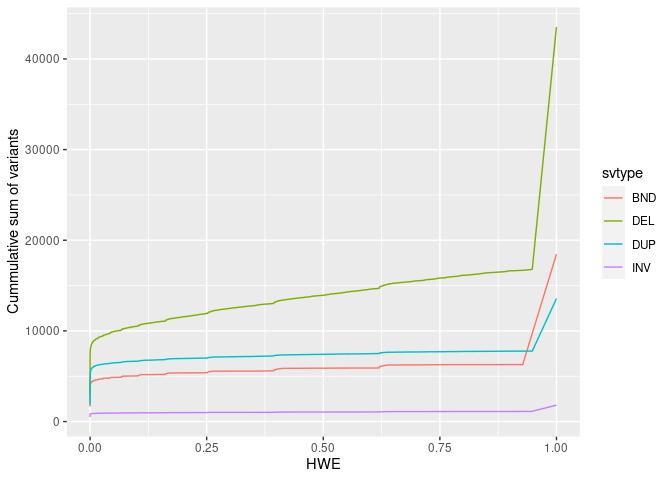 40000
30000
20000
10000
0
Cummulative sum of variants
0.00
0.25
0.50
0.75
1.00
HWE
svtype
BND
DEL
DUP
INV